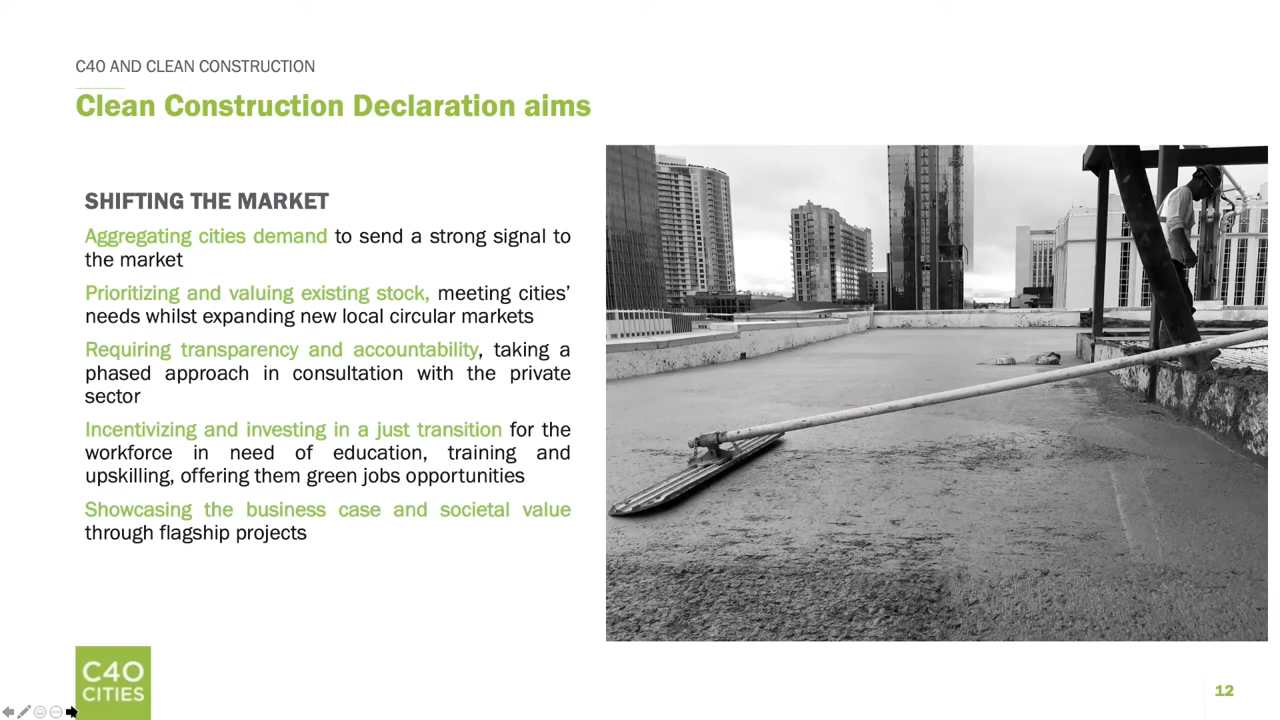 C40 AND CLEAN CONSTRUCTION
Clean Construction Declaration aims
SHIFTING THE MARKET
Aggregating cities demand to send a strong signal to
the market
Prioritizing and valuing existing stock, meeting cities’
needs whilst expanding new local circular markets
Requiring transparency and accountability, taking a
phased approach in consultation with the private
sector
Incentivizing and investing in a just transition for the
workforce in need of education, training and
upskilling, offering them green jobs opportunities
Showcasing the business case and societal value
through flagship projects
C40
CITIES
12